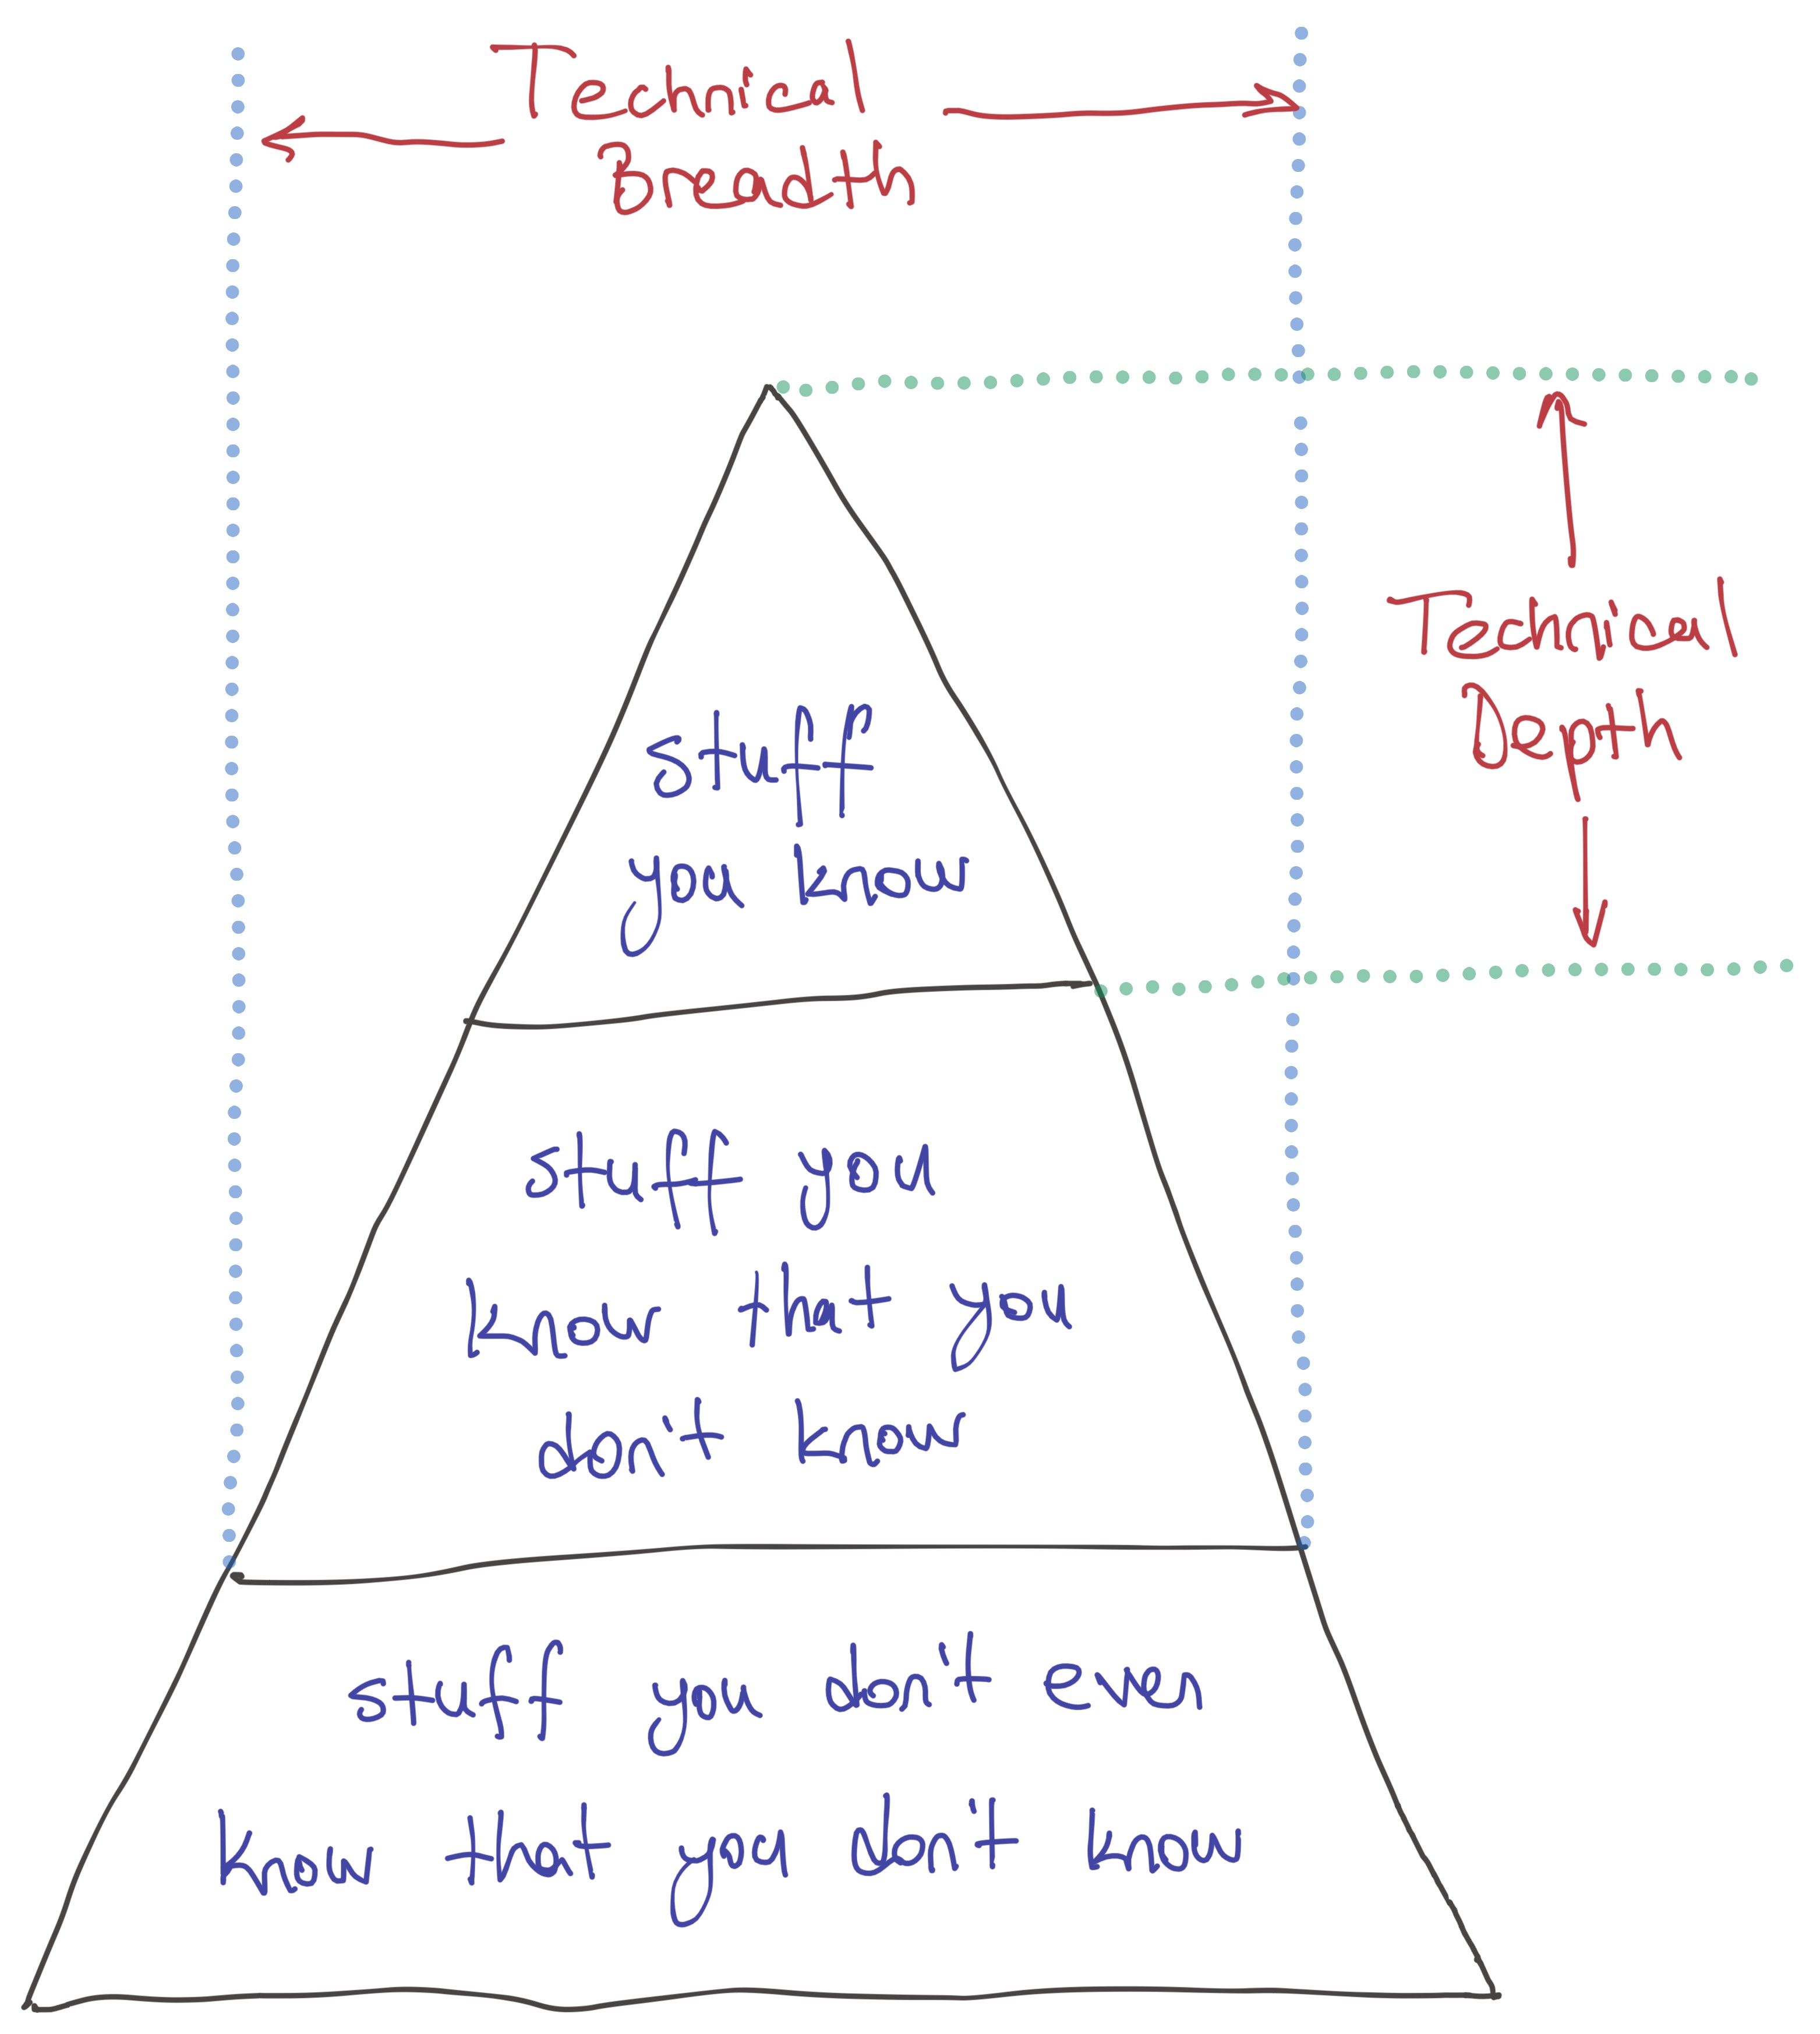 Technical
Breadth
Technical
Depth
stuff
you know
stuff you
know that you
don't know
stuff you don't even
know that you don't know